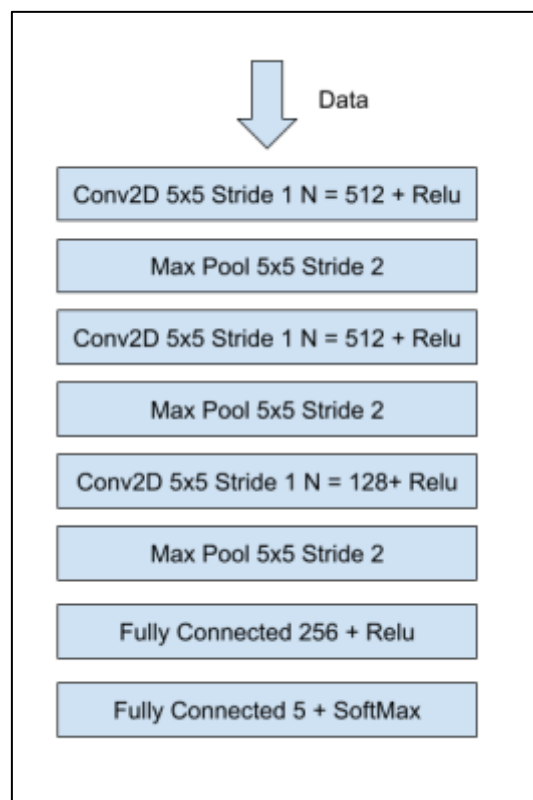 Data
Conv2D 5x5 Stride 1 N = 512 + Relu
Max Pool 5x5 Stride 2
Conv2D 5x5 Stride 1 N = 512 + Relu
Max Pool 5x5 Stride 2
Conv2D 5x5 Stride 1 N = 128+ Relu
Max Pool 5x5 Stride 2
Fully Connected 256 + Relu
Fully Connected 5 + SoftMax